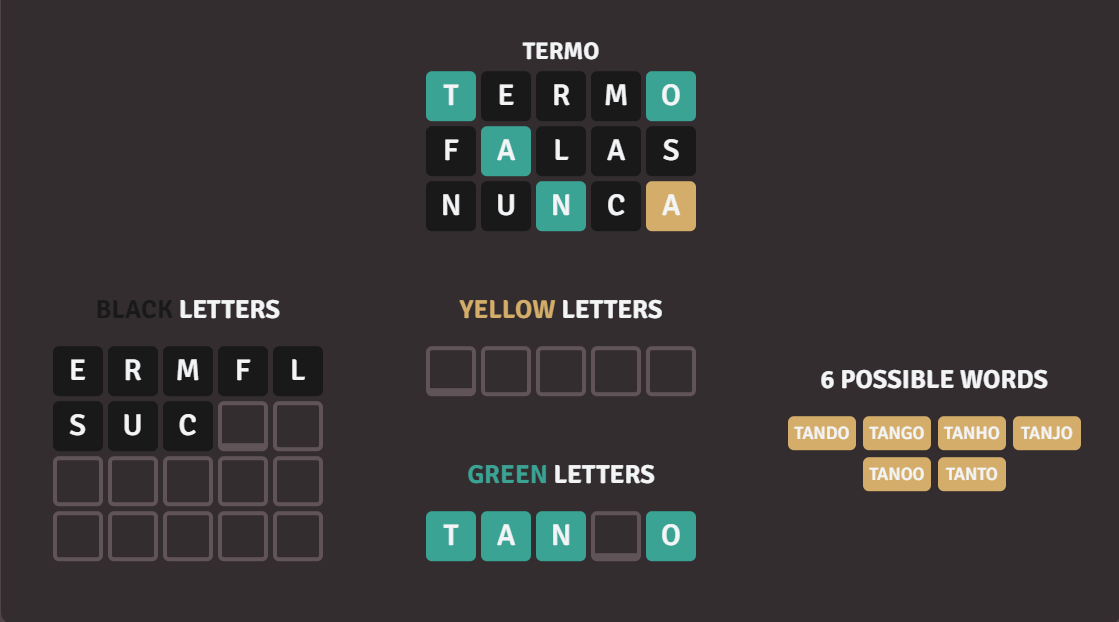 TERMO
T E R M O
F A L A S
N U N C A
BLACK LETTERS
E R M F L
S U C
YELLOW LETTERS
GREEN LETTERS
T A N O
6 POSSIBLE WORDS
TANDO TANGO TANHO TANJO
TANOO TANTO